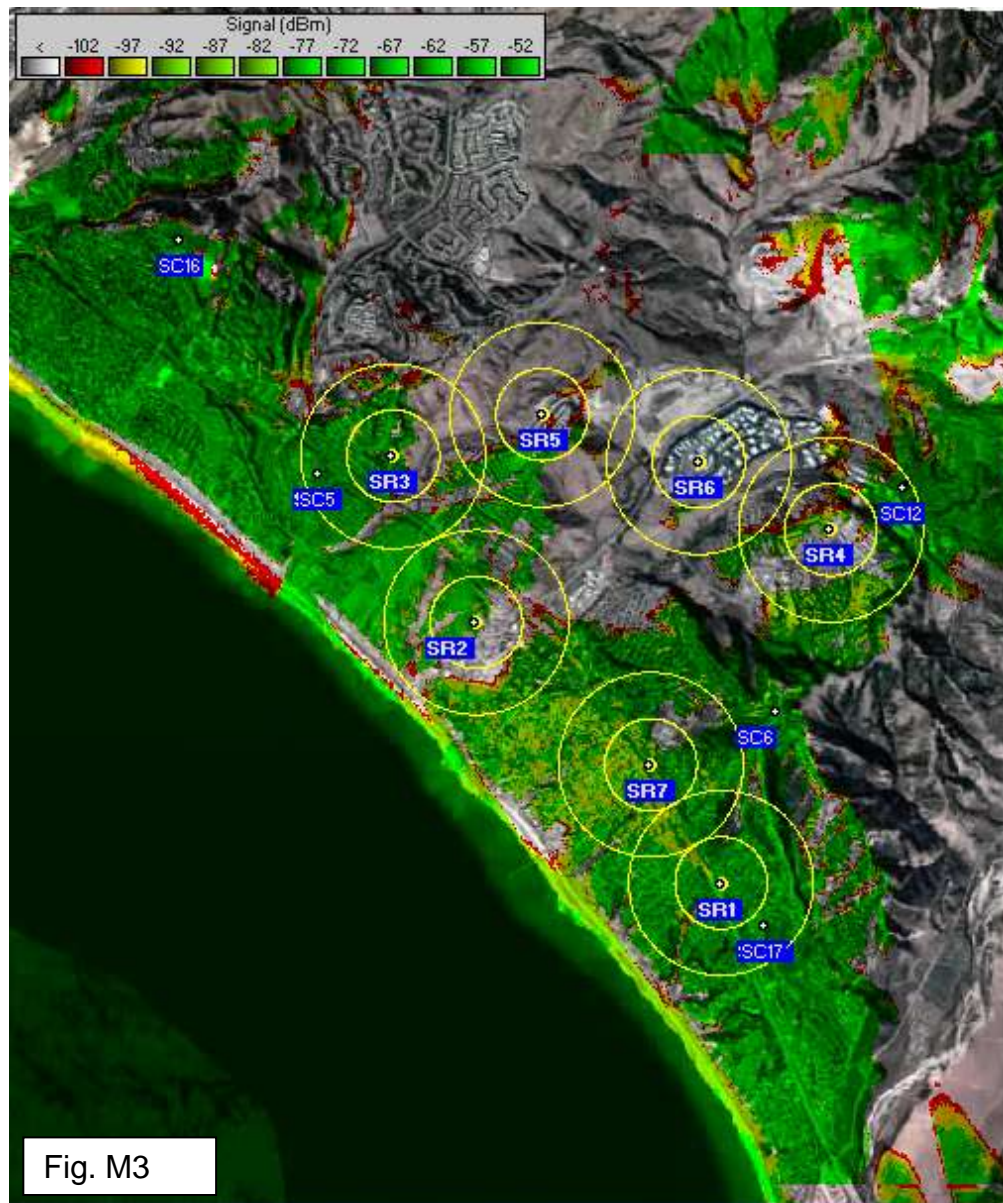 Signal (dBm)
< -102 -97 -92 -87 -82 -77 -72 -67 -62 -57 -52
SC16
SR5
SR3
SR6
SC5
SC12
SR4
SR2
SC6
SR7
SR1
SC17
Fig. M3